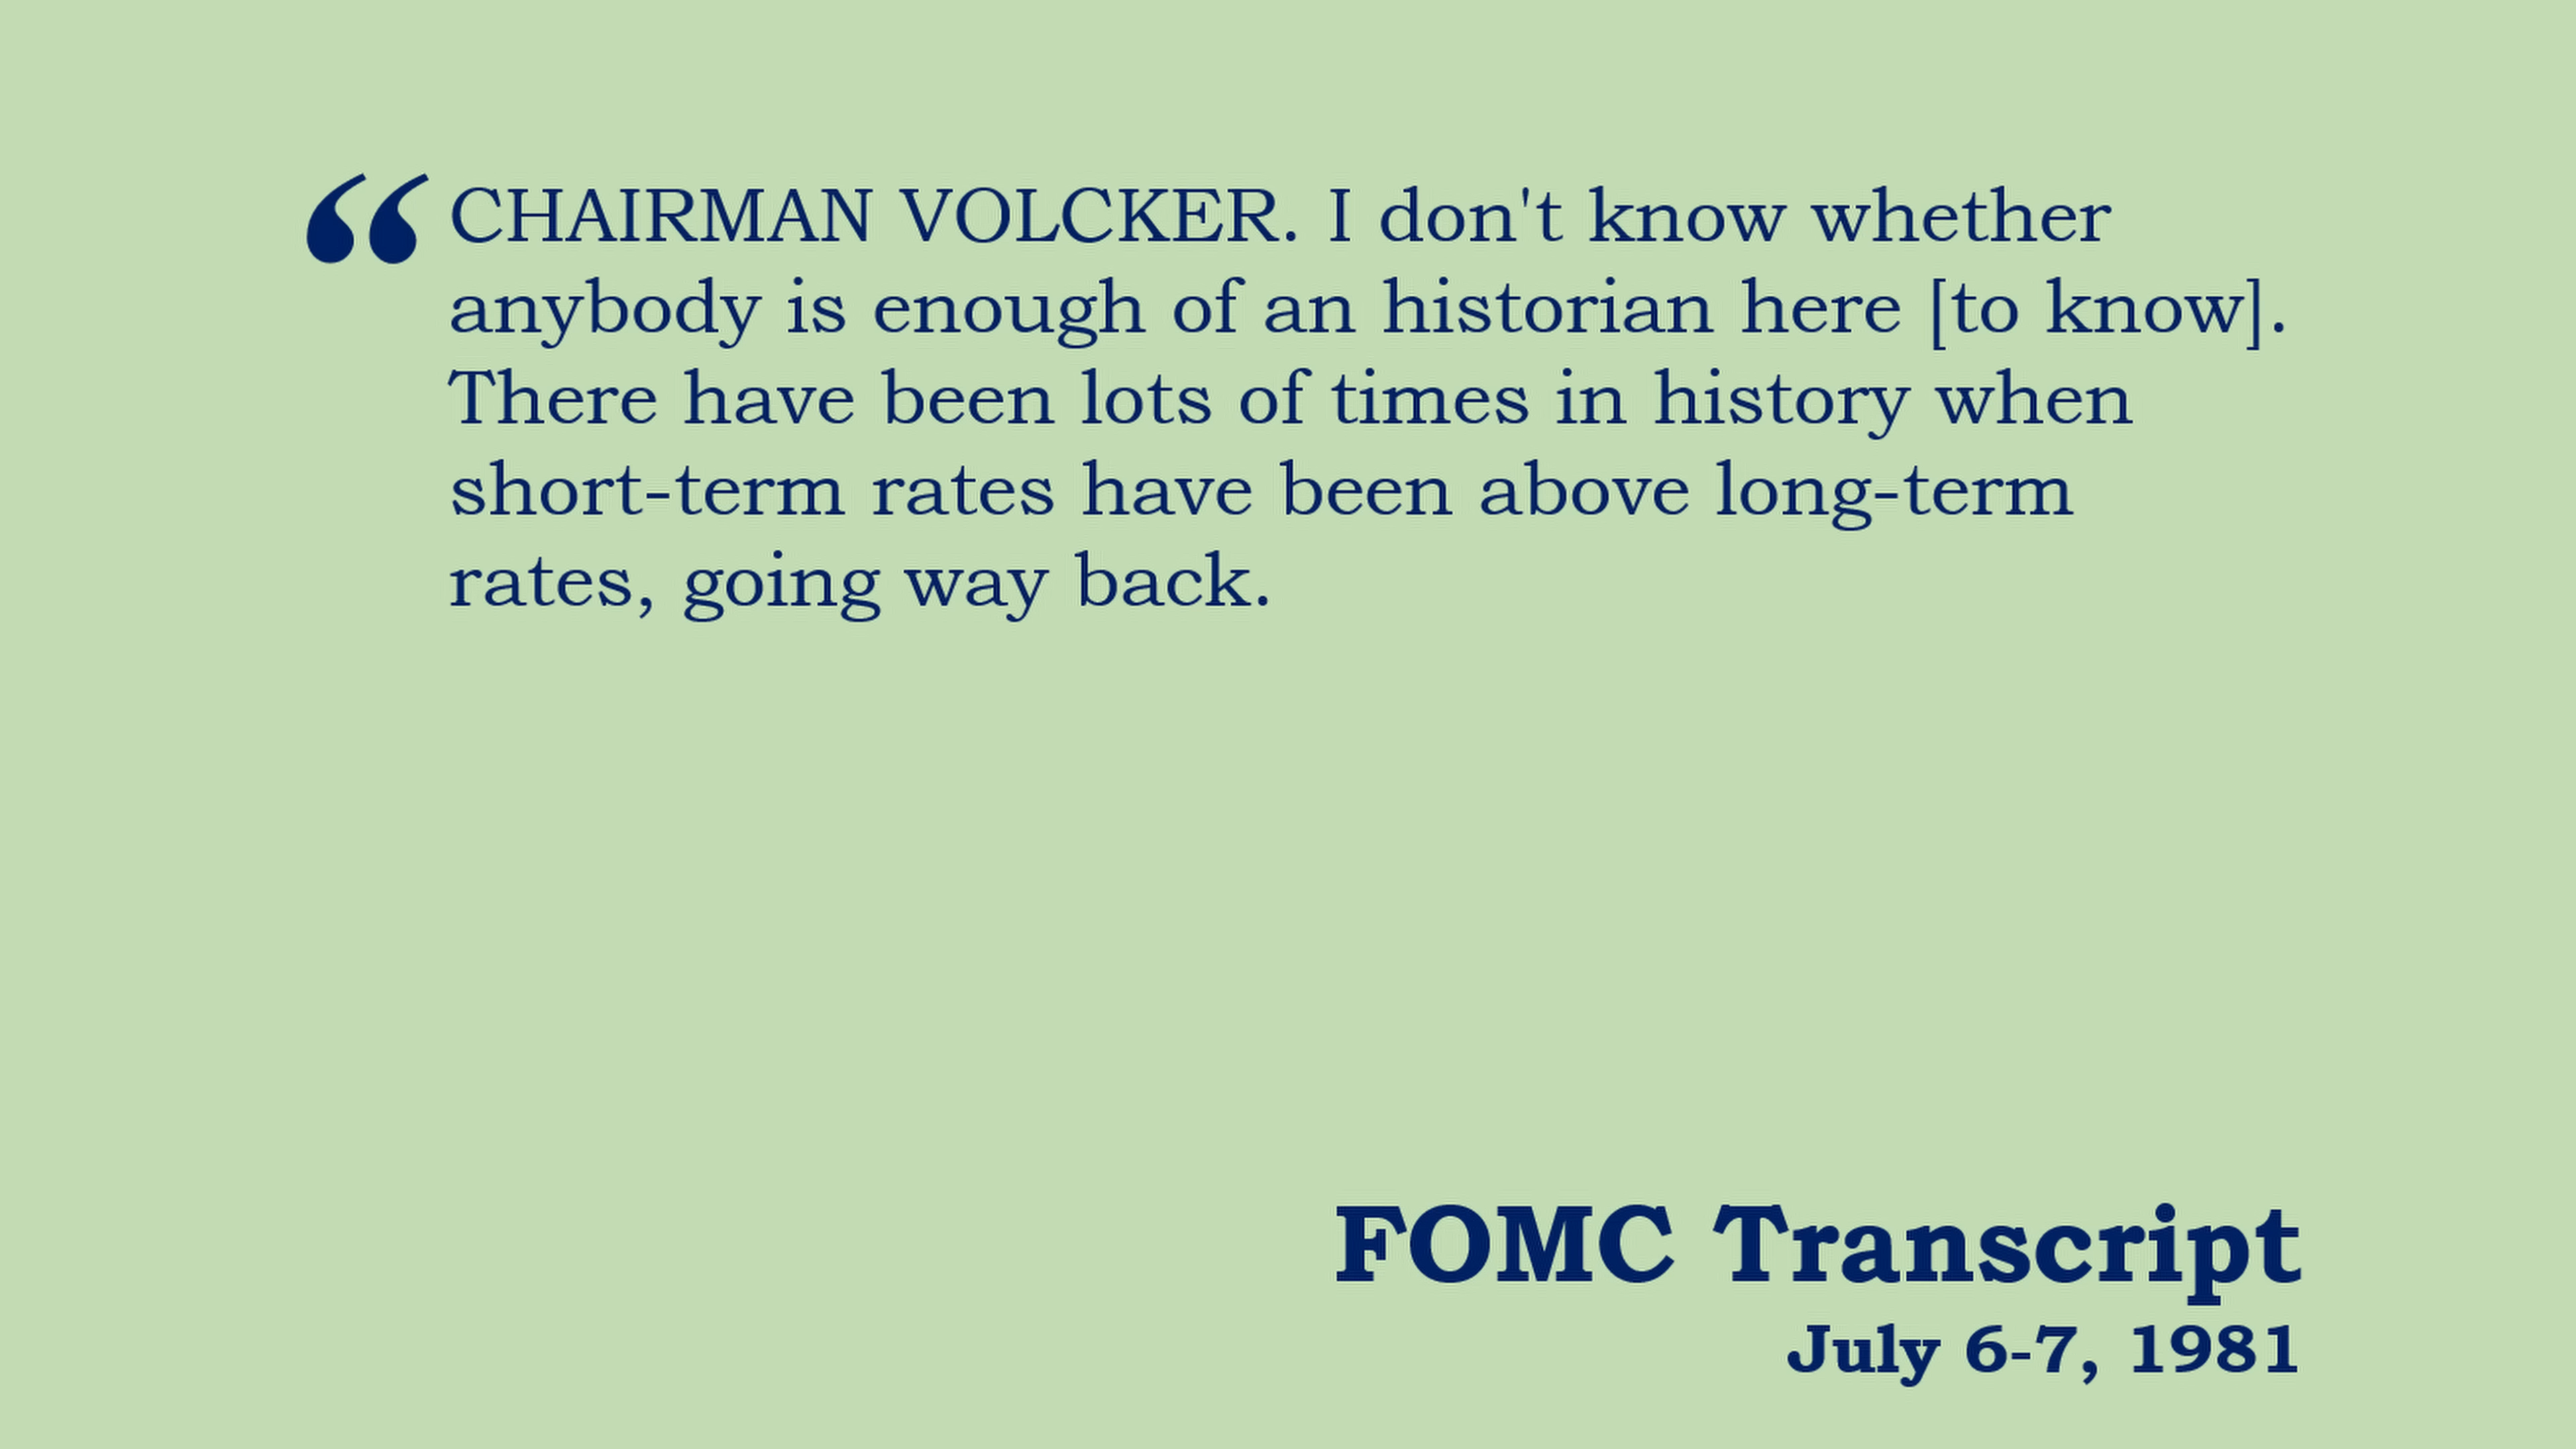 “CHAIRMAN VOLCKER. I don't know whether
anybody is enough of an historian here [to know].
There have been lots of times in history when
short-term rates have been above long-term
rates, going way back.
FOMC Transcript
July 6-7, 1981